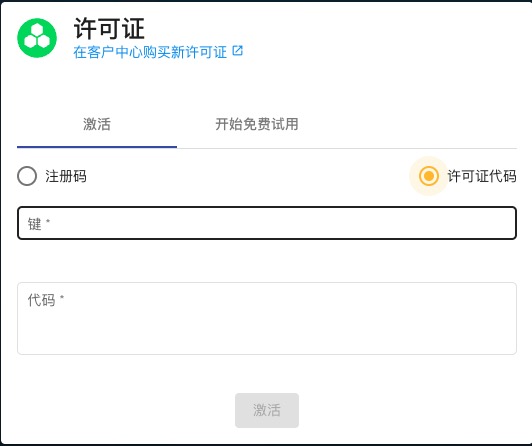 许可证
在客户中心购买新许可证
激活 开始免费试用
注册码 许可证代码
键 *
代码 *
激活